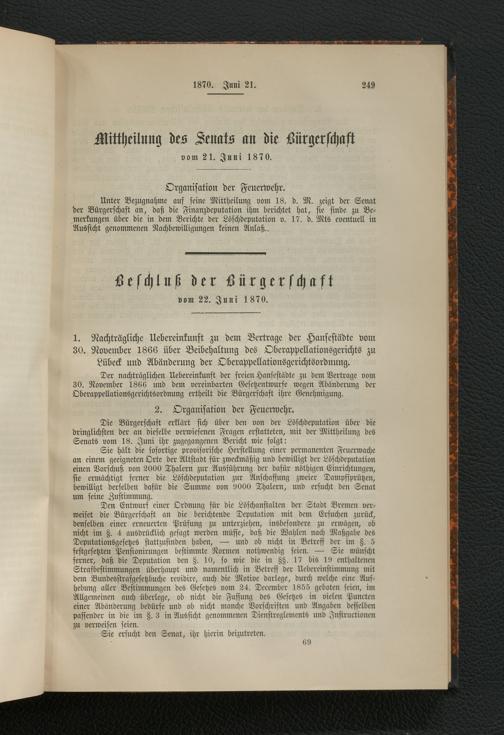 1870. Juni 21.
249
Mittheilung des Senats an die Bürgerschaft
vom 21. Juni 1870.
Organisation der Feuerwehr.
Unter Bezugnahme auf seine Mittheilung vom 18. d. M. zeigt der Senat
der Bürgerschaft an, daß die Finanzdeputation ihm berichtet hat, sie finde zu Be-
merkungen über die in dem Berichte der Löschdeputation v. 17. d. Mts eventuell in
Aussicht genommenen Nachbewilligungen keinen Anlaß.
Beschluß der Bürgerschaft
vom 22. Juni 1870.
1. Nachträgliche Uebereinkunft zu dem Vertrage der Hansestädte vom
30. November 1866 über Beibehaltung des Oberappellationsgerichts zu
Lübeck und Abänderung der Oberappellationsgerichtsordnung.
Der nachträglichen Uebereinkunft der freien Hansestädte zu dem Vertrage vom
30. November 1866 und dem vereinbarten Gesetzentwurfe wegen Abänderung der
Oberappellationsgerichtsordnung ertheilt die Bürgerschaft ihre Genehmigung.
2. Organisation der Feuerwehr.
Die Bürgerschaft erklärt sich über den von der Löschdeputation über die
dringlichsten der an dieselbe verwiesenen Fragen erstatteten, mit der Mittheilung des
Senats vom 18. Juni ihr zugegangenen Bericht wie folgt:
Sie hält die sofortige provisorische Herstellung einer permanenten Feuerwache
an einem geeigneten Orte der Altstadt für zweckmäßig und bewilligt der Löschdeputation
einen Vorschuß von 2000 Thalern zur Ausführung der dafür nöthigen Einrichtungen,
sie ermächtigt ferner die Löschdeputation zur Anschaffung zweier Dampfspritzen,
bewilligt derselben dafür die Summe von 9000 Thalern, und ersucht den Senat
um seine Zustimmung.
Den Entwurf einer Ordnung für die Löschanstalten der Stadt Bremen ver-
weiset die Bürgerschaft an die berichtende Deputation mit dem Ersuchen zurück,
denselben einer erneuerten Prüfung zu unterziehen, insbesondere zu erwägen, ob
nicht im §. 4 ausdrücklich gesagt werden müsse, daß die Wahlen nach Maßgabe des
Deputationsgesetzes stattzufinden haben, — und ob nicht in Betreff der im §. 5
festgesetzten Pensionirungen bestimmte Normen nothwendig seien. — Sie wünscht
ferner, daß die Deputation den §. 10, so wie die in §§. 17 bis 19 enthaltenen
Strafbestimmungen überhaupt und namentlich in Betreff der Uebereinstimmung mit
dem Bundesstrafgesetzbuche revidire, auch die Motive darlege, durch welche eine Auf-
hebung aller Bestimmungen des Gesetzes vom 24. December 1855 geboten seien, im
Allgemeinen auch überlege, ob nicht die Fassung des Gesetzes in vielen Puncten
einer Abänderung bedürfe und ob nicht manche Vorschriften und Angaben desselben
passender in die im §. 3 in Aussicht genommenen Dienstreglements und Instructionen
zu verweisen seien.
Sie ersucht den Senat, ihr hierin beizutreten.
69